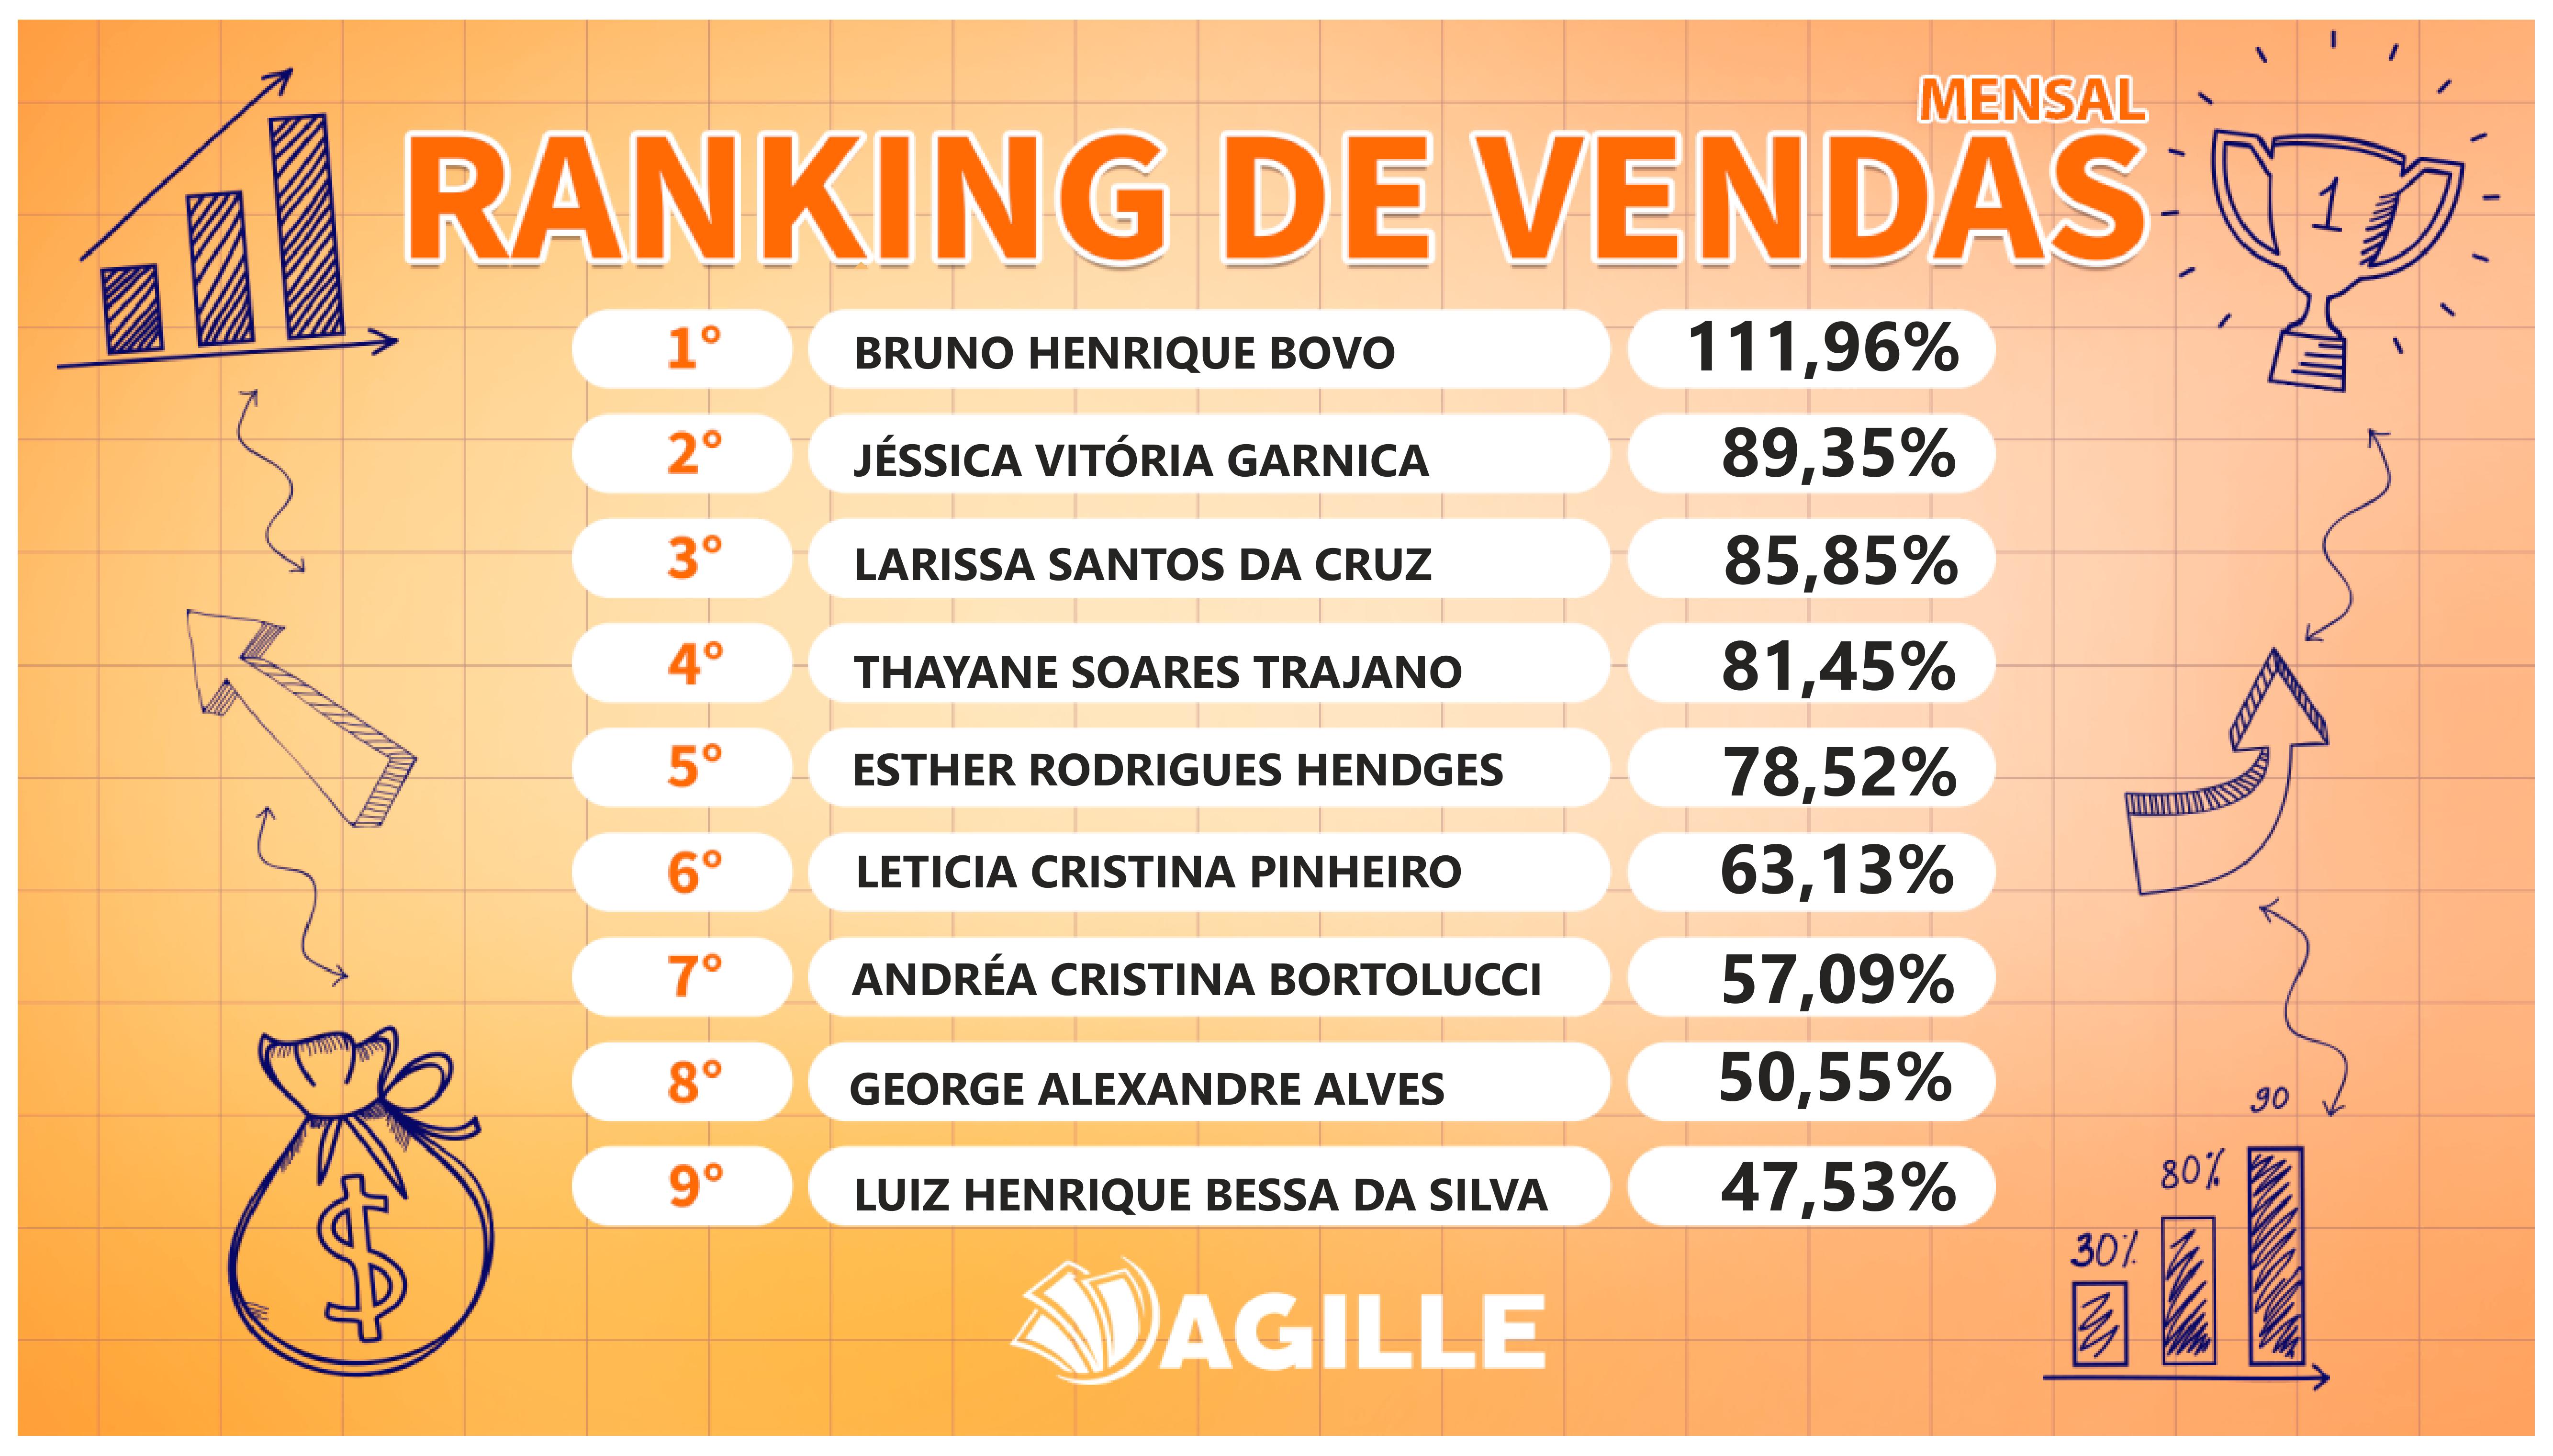 MENSAL
RANKING DE VENDAS
1
1° BRUNO HENRIQUE BOVO 111,96%
2° JÉSSICA VITÓRIA GARNICA 89,35%
3° LARISSA SANTOS DA CRUZ 85,85%
4° THAYANE SOARES TRAJANO 81,45%
5° ESTHER RODRIGUES HENDGES 78,52%
6° LETICIA CRISTINA PINHEIRO 63,13%
7° ANDRÉA CRISTINA BORTOLUCCI 57,09%
8° GEORGE ALEXANDRE ALVES 50,55%
9° LUIZ HENRIQUE BESSA DA SILVA 47,53%
$
90
80%
30%
AGILLE